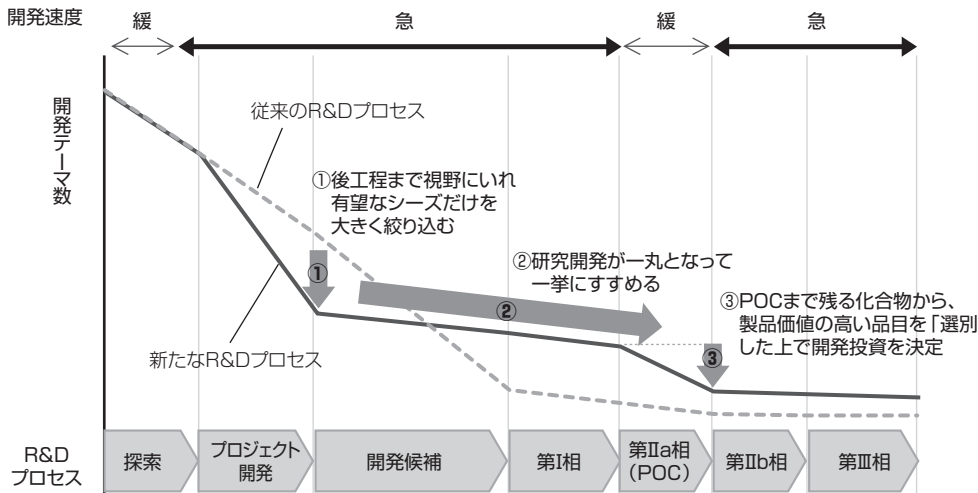 開発速度
緩
急
緩
急
開発テーマ数
従来のR&Dプロセス
①後工程まで視野にいれ
有望なシーズだけを
大きく絞り込む
①
②研究開発が一丸となって
一挙にすすめる
②
③POCまで残る化合物から、
製品価値の高い品目を「選別
した上で開発投資を決定
③
新たなR&Dプロセス
R&D
プロセス
探索
プロジェクト
開発
開発候補
第Ⅰ相
第Ⅱa相
(POC)
第Ⅱb相
第Ⅲ相